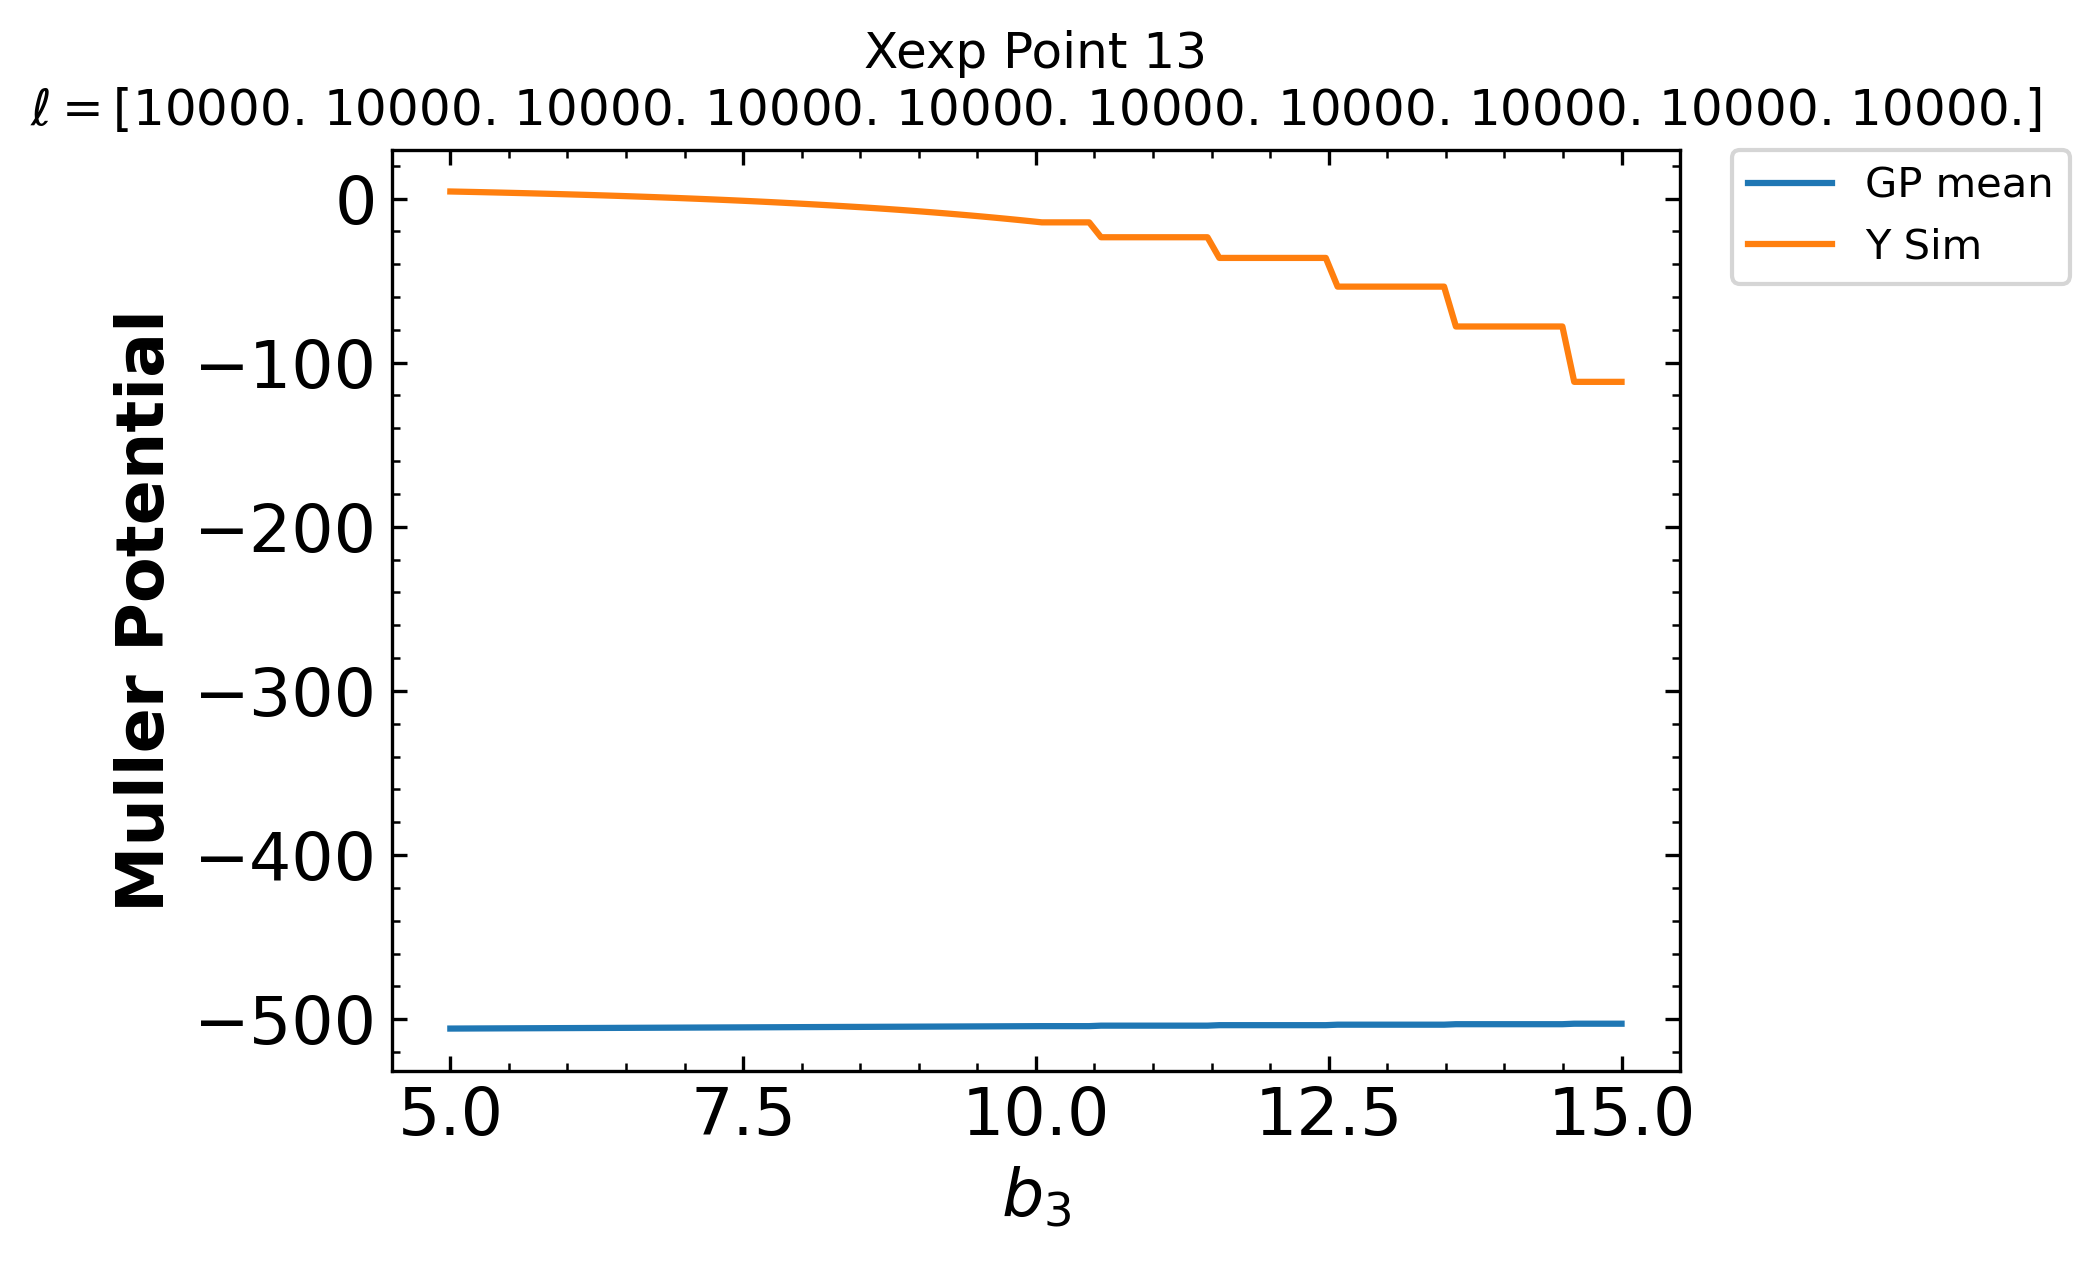 Xexp Point 13
ℓ = [10000. 10000. 10000. 10000. 10000. 10000. 10000. 10000. 10000. 10000.]
GP mean
Y Sim
Muller Potential
0
−100
−200
−300
−400
−500
5.0 7.5 10.0 12.5 15.0
b₃